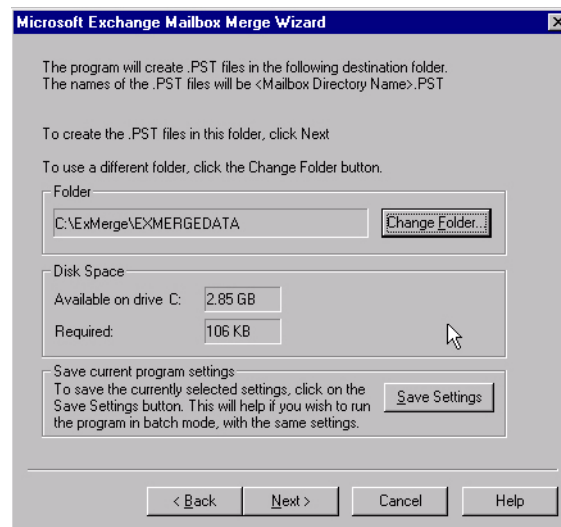 Microsoft Exchange Mailbox Merge Wizard
The program will create .PST files in the following destination folder.
The names of the .PST files will be <Mailbox Directory Name>.PST
To create the .PST files in this folder, click Next
To use a different folder, click the Change Folder button.
Folder
C:\ExMerge\EXMERGEDATA
Change Folder...
Disk Space
Available on drive C:
2.85 GB
Required:
106 KB
Save current program settings
To save the currently selected settings, click on the
Save Settings button. This will help if you wish to run
the program in batch mode, with the same settings.
Save Settings
< Back
Next >
Cancel
Help